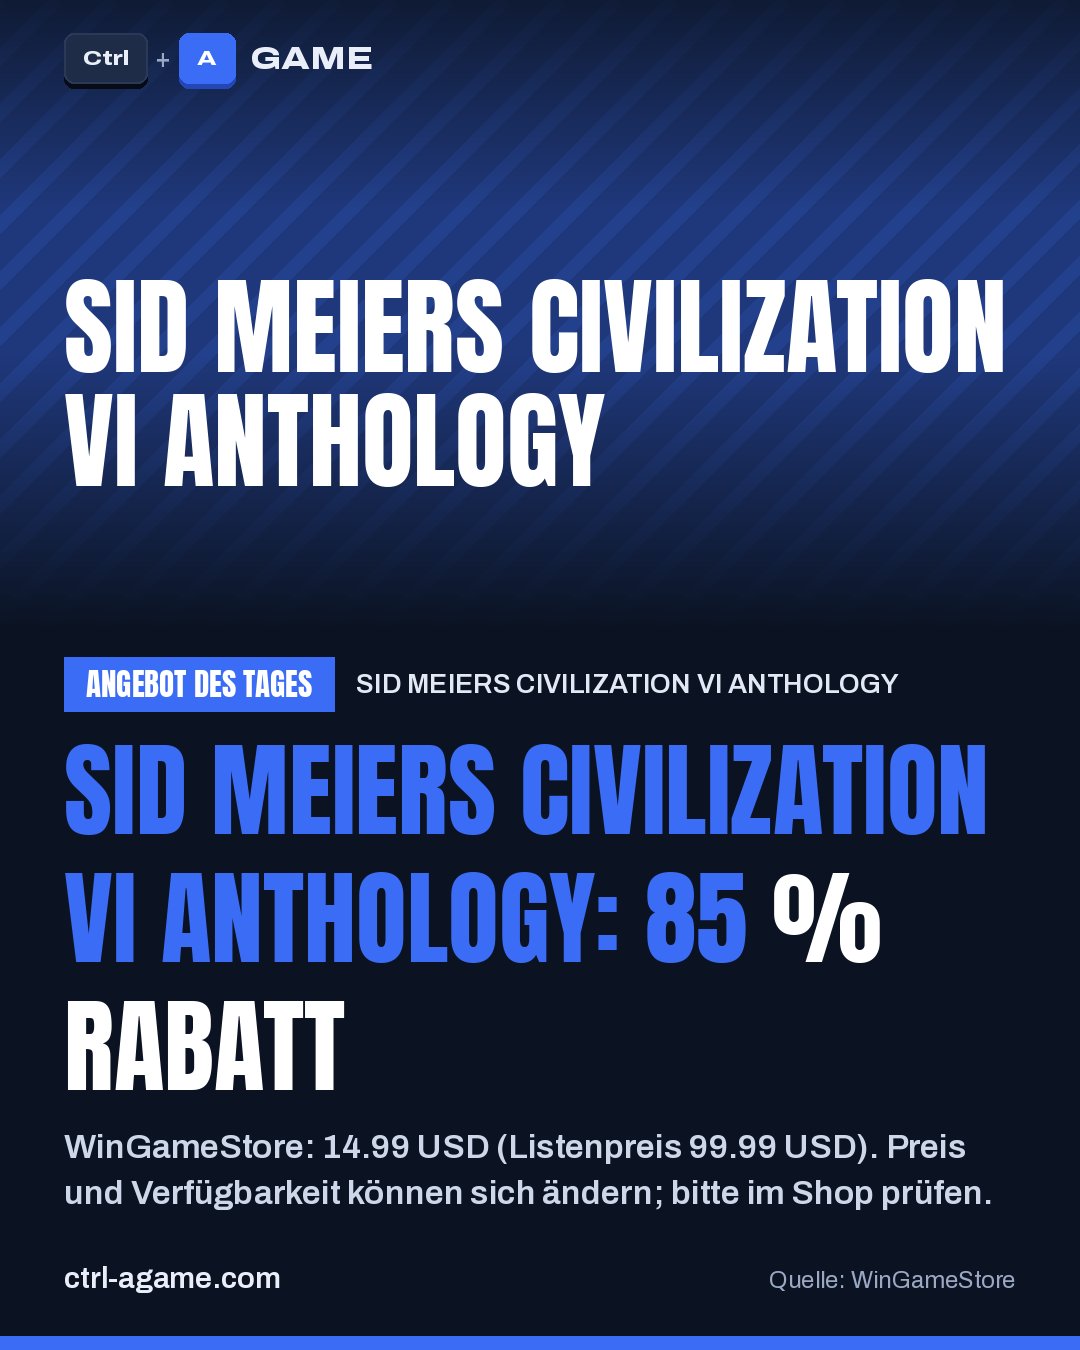 Ctrl + A GAME
SID MEIERS CIVILIZATION
VI ANTHOLOGY
ANGEBOT DES TAGES SID MEIERS CIVILIZATION VI ANTHOLOGY
SID MEIERS CIVILIZATION
VI ANTHOLOGY: 85 %
RABATT
WinGameStore: 14.99 USD (Listenpreis 99.99 USD). Preis
und Verfügbarkeit können sich ändern; bitte im Shop prüfen.
ctrl-agame.com Quelle: WinGameStore